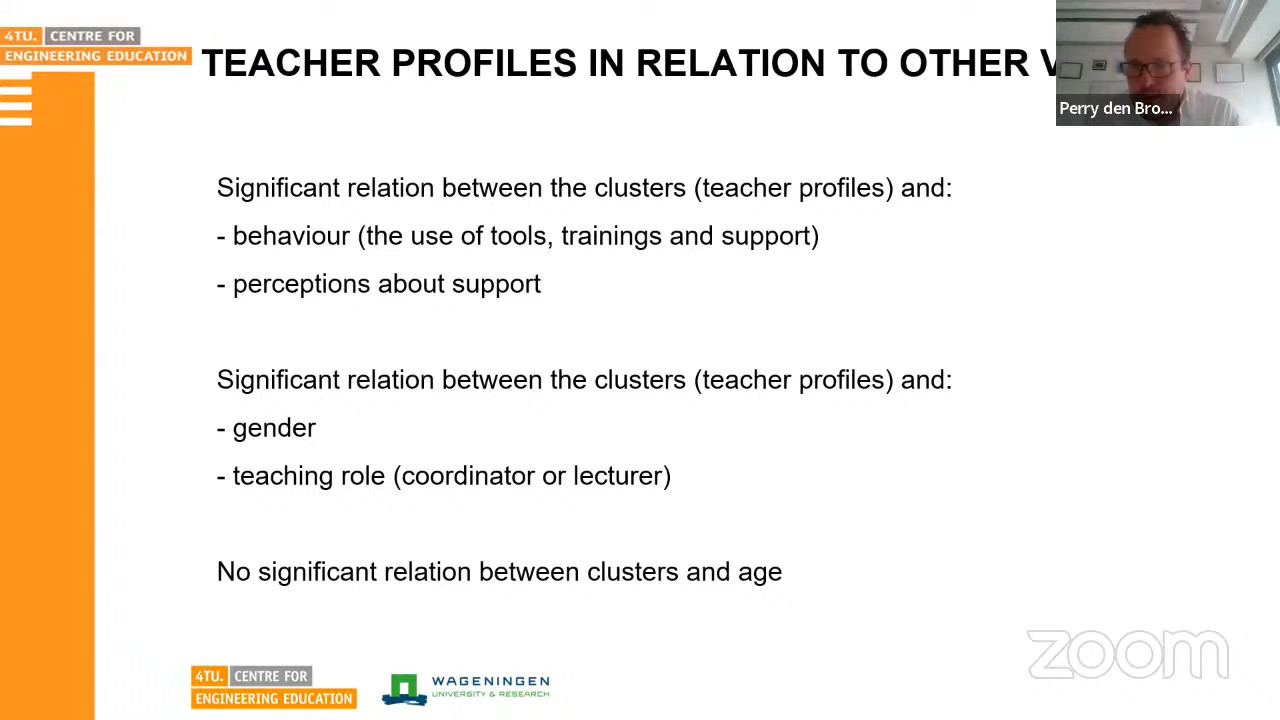 4TU. CENTRE FOR
ENGINEERING EDUCATION
TEACHER PROFILES IN RELATION TO OTHER V
Perry den Bro...
Significant relation between the clusters (teacher profiles) and:
- behaviour (the use of tools, trainings and support)
- perceptions about support
Significant relation between the clusters (teacher profiles) and:
- gender
- teaching role (coordinator or lecturer)
No significant relation between clusters and age
zoom
4TU. CENTRE FOR
ENGINEERING EDUCATION
WAGENINGEN
UNIVERSITY & RESEARCH